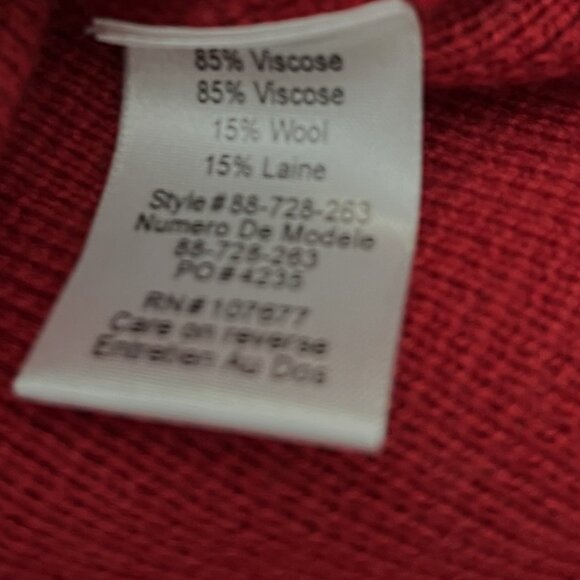 85% Viscose
85% Viscose
15% Wool
15% Laine
Style # 88-728-263
Numero De Modele
88-728-263
PO # 4235
RN# 107677
Care on reverse
Entretien Au Dos